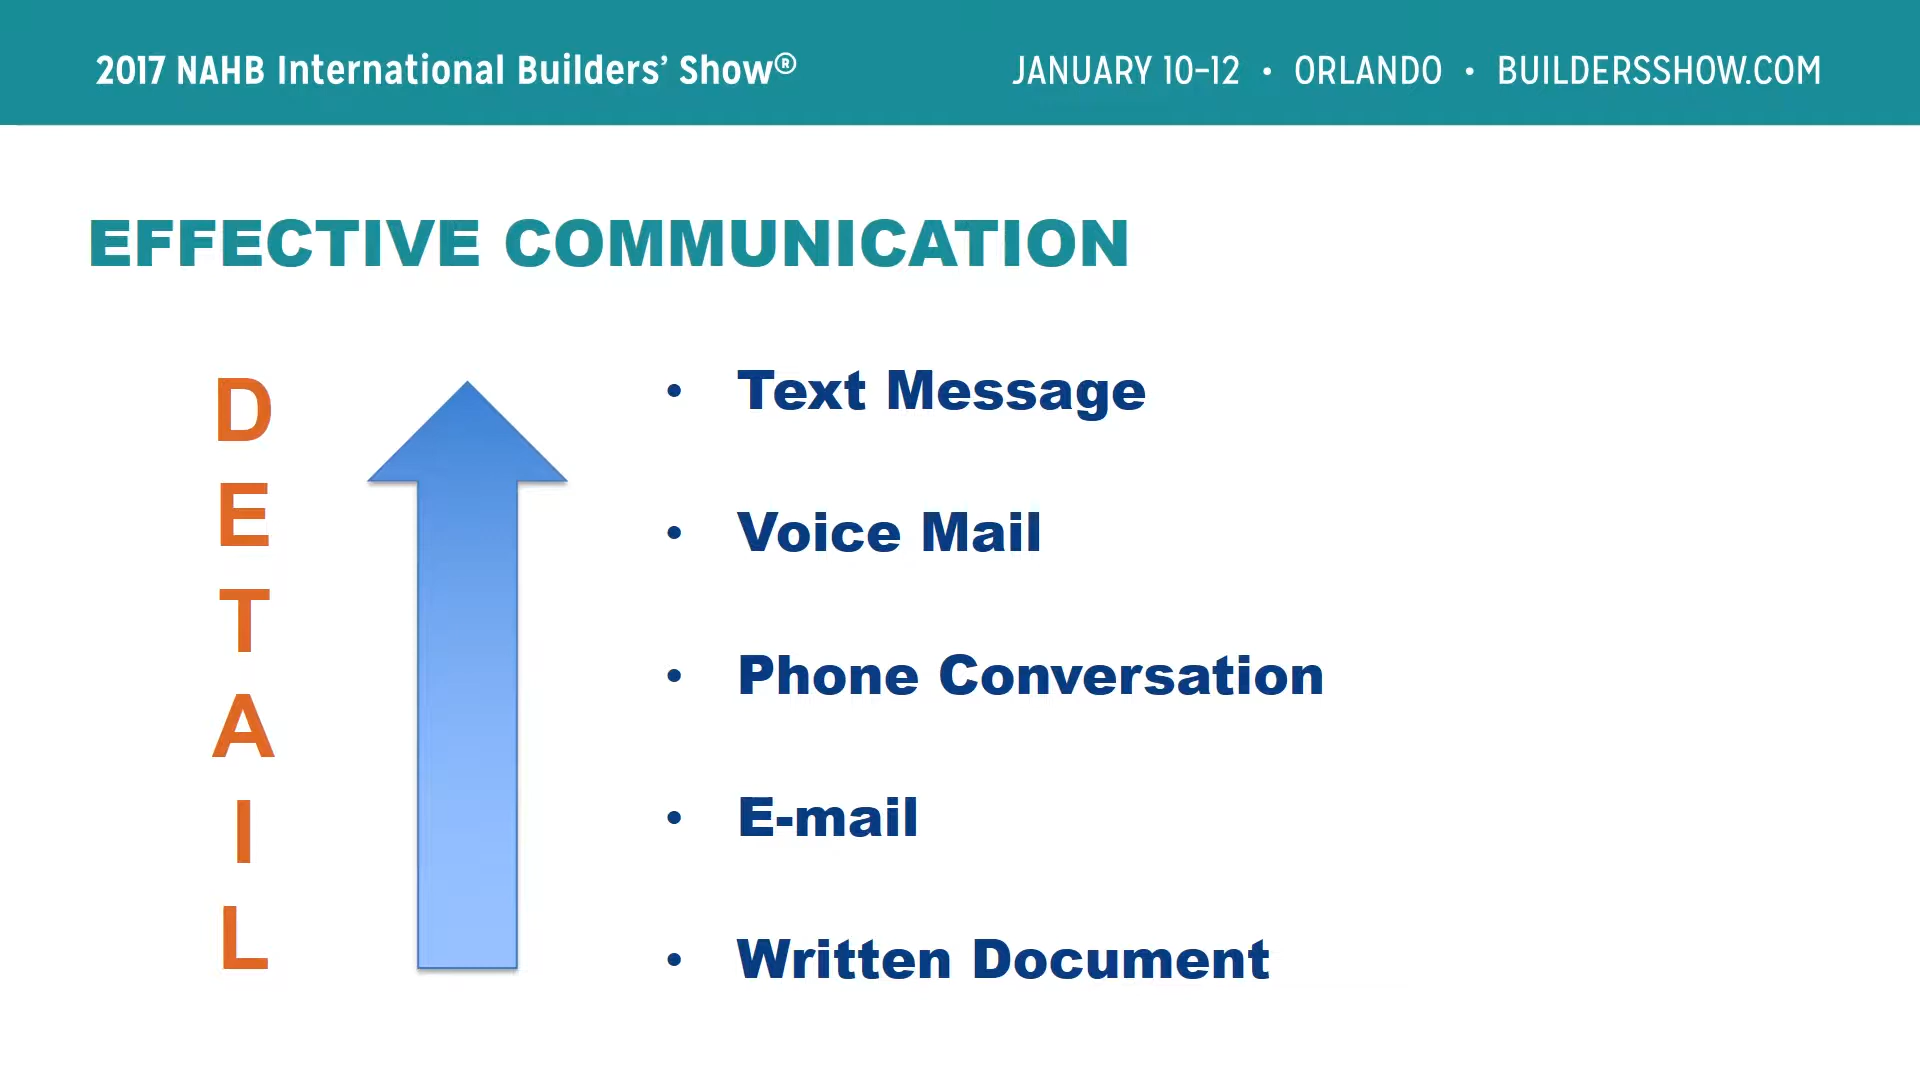 2017 NAHB International Builders’ Show®
JANUARY 10–12 • ORLANDO • BUILDERSSHOW.COM
EFFECTIVE COMMUNICATION
DETAIL
• Text Message
• Voice Mail
• Phone Conversation
• E-mail
• Written Document